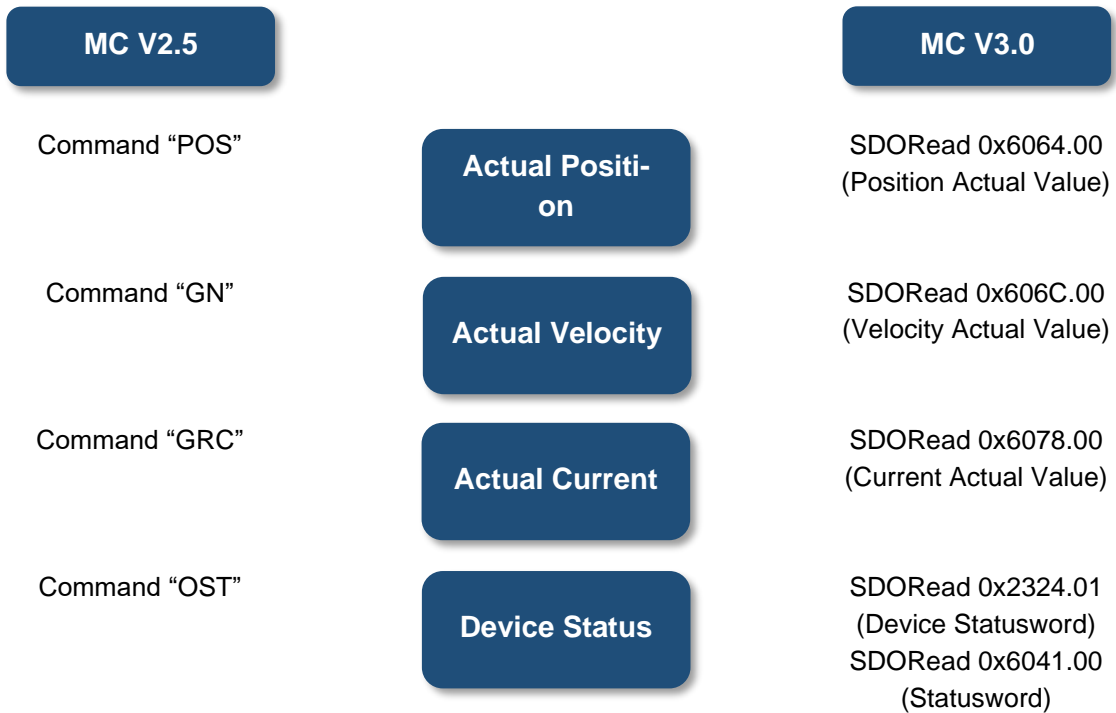 MC V2.5
MC V3.0
Command “POS”
Actual Positi-
on
SDORead 0x6064.00
(Position Actual Value)
Command “GN”
Actual Velocity
SDORead 0x606C.00
(Velocity Actual Value)
Command “GRC”
Actual Current
SDORead 0x6078.00
(Current Actual Value)
Command “OST”
Device Status
SDORead 0x2324.01
(Device Statusword)
SDORead 0x6041.00
(Statusword)